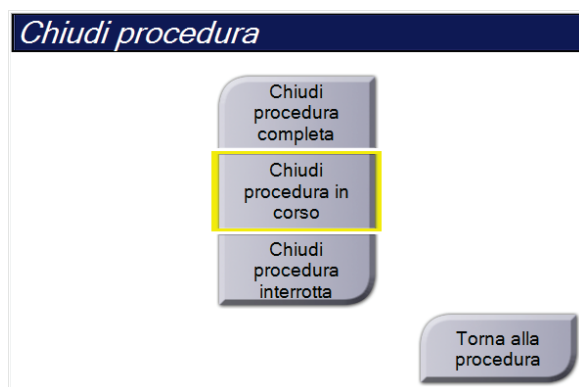 Chiudi procedura
Chiudi
procedura
completa
Chiudi
procedura in
corso
Chiudi
procedura
interrotta
Torna alla
procedura